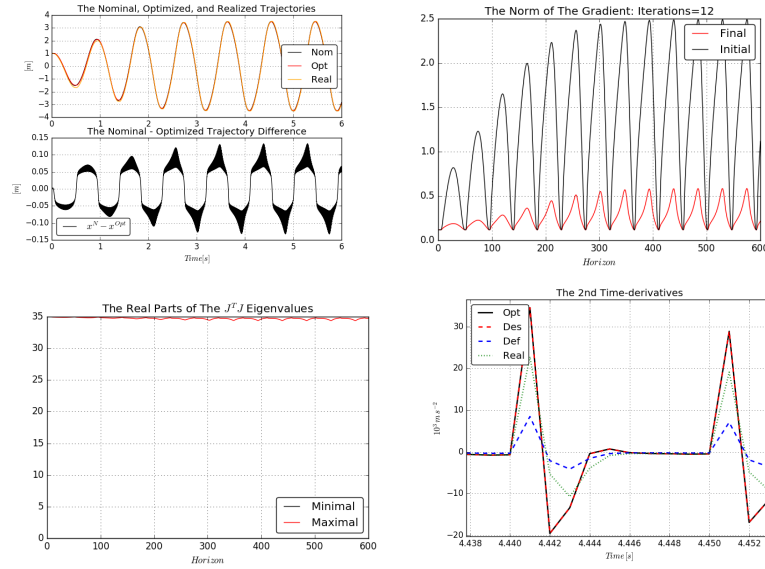 The Nominal, Optimized, and Realized Trajectories
4
3
2
1
0
−1
−2
−3
−4
[m]
Nom
Opt
Real
0 1 2 3 4 5 6
The Nominal - Optimized Trajectory Difference
0.15
0.10
0.05
0.00
−0.05
−0.10
−0.15
[m]
x^N − x^Opt
0 1 2 3 4 5 6
Time[s]
The Norm of The Gradient: Iterations=12
2.5
2.0
1.5
1.0
0.5
0.0
Final
Initial
0 100 200 300 400 500 600
Horizon
The Real Parts of The J^T J Eigenvalues
35
30
25
20
15
10
5
0
Minimal
Maximal
0 100 200 300 400 500 600
Horizon
The 2nd Time-derivatives
30
20
10
0
−10
−20
10^3 m s^−2
Opt
Des
Def
Real
4.438 4.440 4.442 4.444 4.446 4.448 4.450 4.452
Time[s]